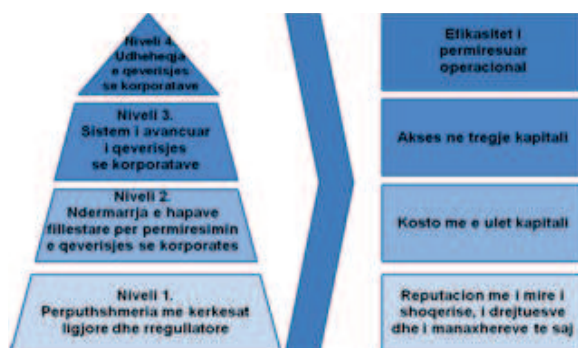 Niveli 4.
Udheheqja
e qeverisjes
se korporatave
Niveli 3.
Sistem i avancuar
i qeverisjes
se korporatave
Niveli 2.
Ndermarrja e hapave
fillestare per permiresimin
e qeverisjes se korporates
Niveli 1.
Perputhshmeria me kerkesat
ligjore dhe rregullatore
Efikasitet i
permiresuar
operacional
Akses ne tregje kapitali
Kosto me e ulet kapitali
Reputacion me i mire i
shoqerise, i drejtuesve
dhe i manaxhereve te saj